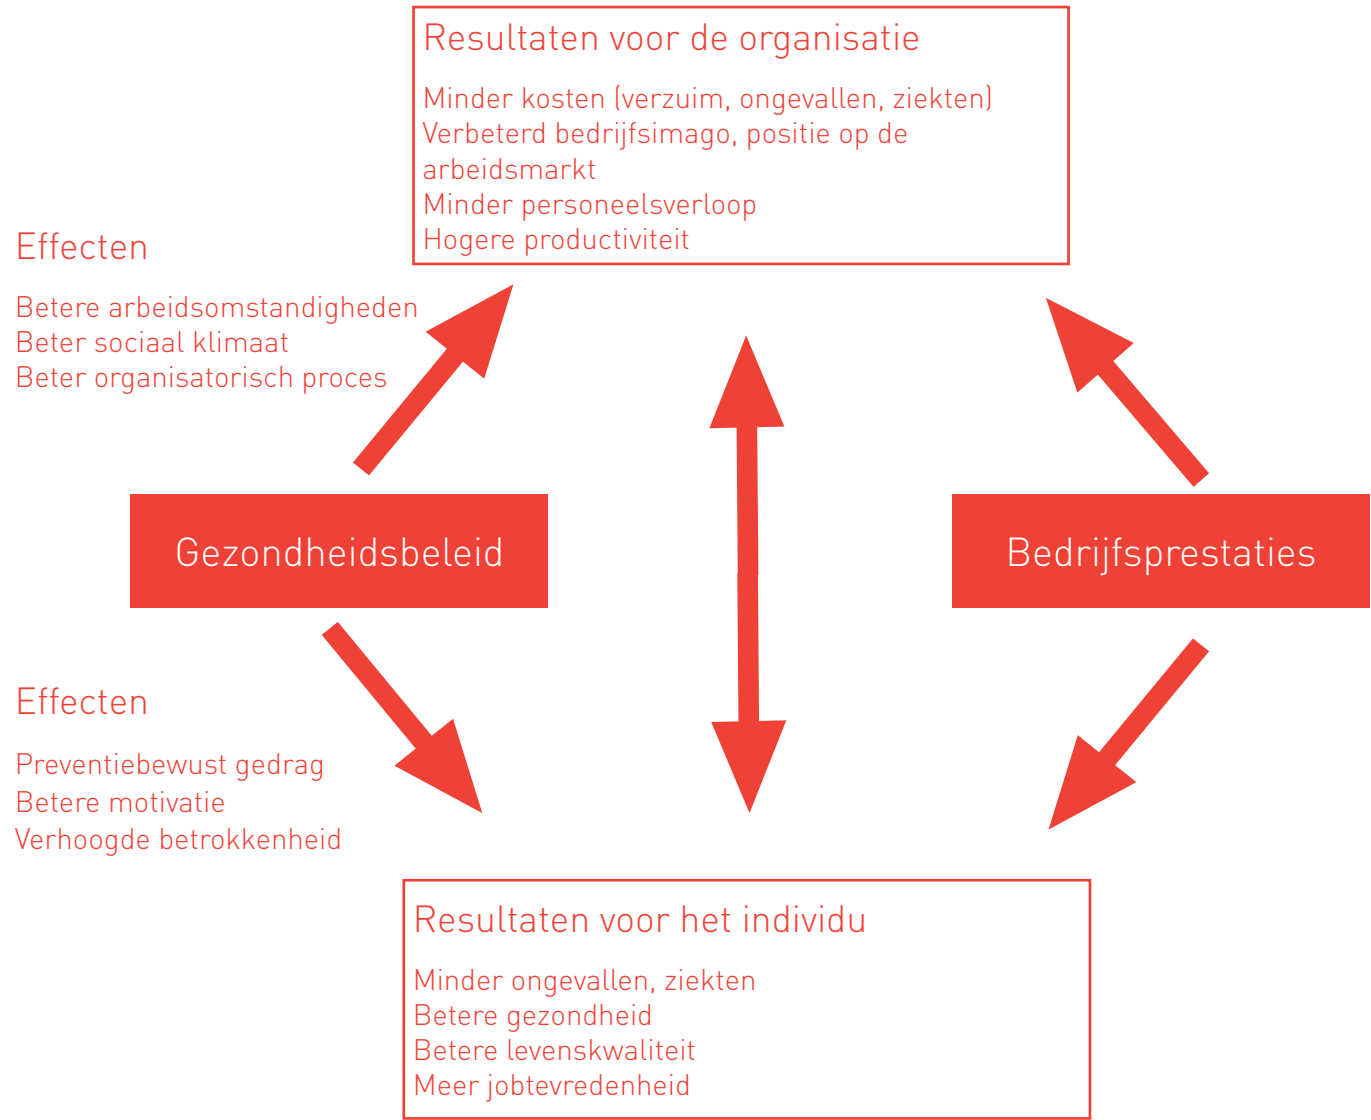 Resultaten voor de organisatie
Minder kosten (verzuim, ongevallen, ziekten)
Verbeterd bedrijfsimago, positie op de
arbeidsmarkt
Minder personeelsverloop
Hogere productiviteit
Effecten
Betere arbeidsomstandigheden
Beter sociaal klimaat
Beter organisatorisch proces
Gezondheidsbeleid
Bedrijfsprestaties
Effecten
Preventiebewust gedrag
Betere motivatie
Verhoogde betrokkenheid
Resultaten voor het individu
Minder ongevallen, ziekten
Betere gezondheid
Betere levenskwaliteit
Meer jobtevredenheid